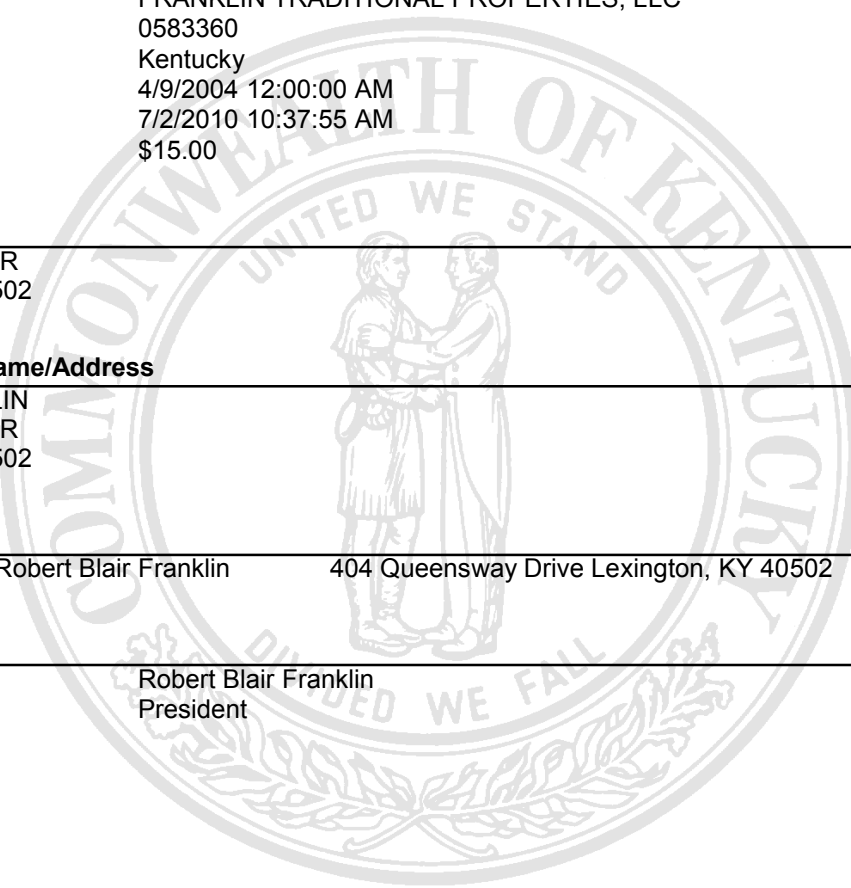 FRANKLIN TRADITIONAL PROPERTIES, LLC
0583360
Kentucky
4/9/2004 12:00:00 AM
7/2/2010 10:37:55 AM
$15.00
COMMONWEALTH OF KENTUCKY
UNITED WE STAND
R
502
ame/Address
LIN
R
502
Robert Blair Franklin 404 Queensway Drive Lexington, KY 40502
DIVIDED WE FALL
Robert Blair Franklin
President